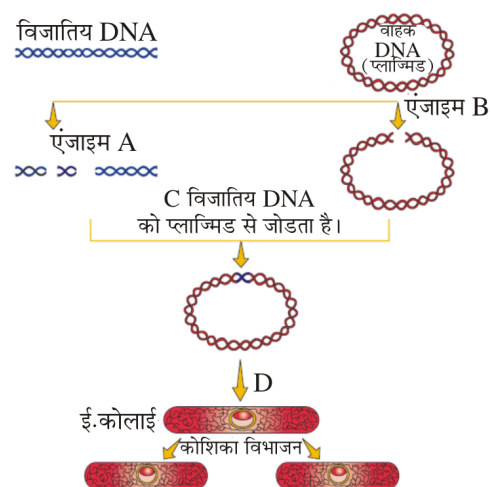 विजातिय DNA
वाहक
DNA
(प्लाज्मिड)
एंजाइम B
एंजाइम A
C विजातिय DNA
को प्लाज्मिड से जोडता है।
D
ई.कोलाई
कोशिका विभाजन